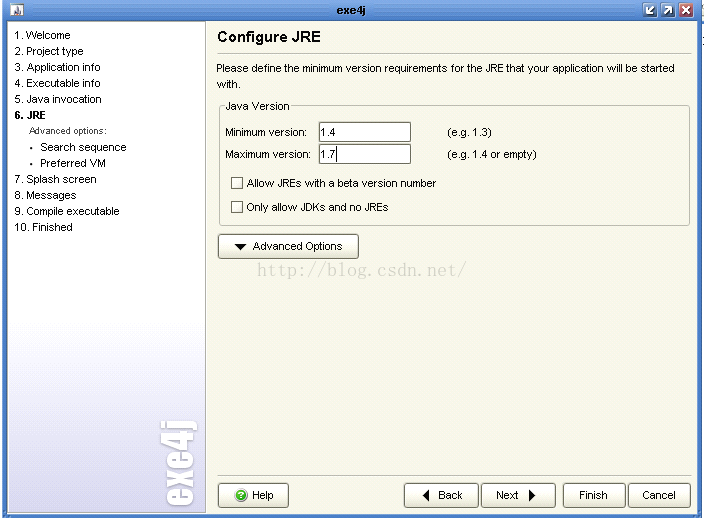 exe4j
1. Welcome
2. Project type
3. Application info
4. Executable info
5. Java invocation
6. JRE
Advanced options:
• Search sequence
• Preferred VM
7. Splash screen
8. Messages
9. Compile executable
10. Finished
exe4j
Configure JRE
Please define the minimum version requirements for the JRE that your application will be started
with.
Java Version
Minimum version: 1.4 (e.g. 1.3)
Maximum version: 1.7 (e.g. 1.4 or empty)
Allow JREs with a beta version number
Only allow JDKs and no JREs
Advanced Options
http://blog.csdn.net/
Help Back Next Finish Cancel